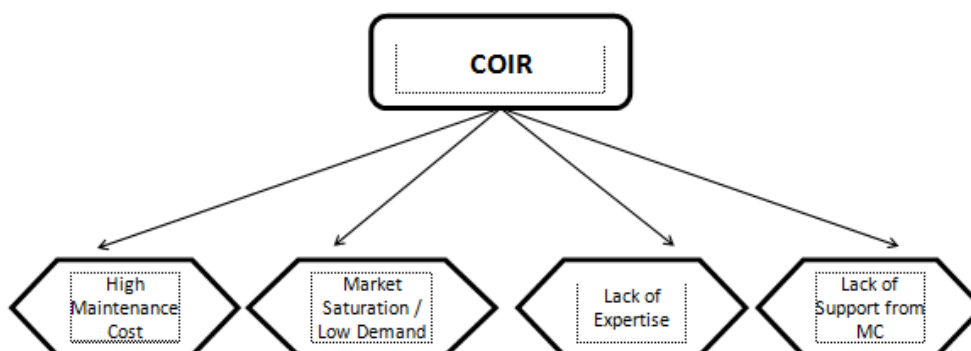 COIR
High
Maintenance
Cost
Market
Saturation /
Low Demand
Lack of
Expertise
Lack of
Support from
MC